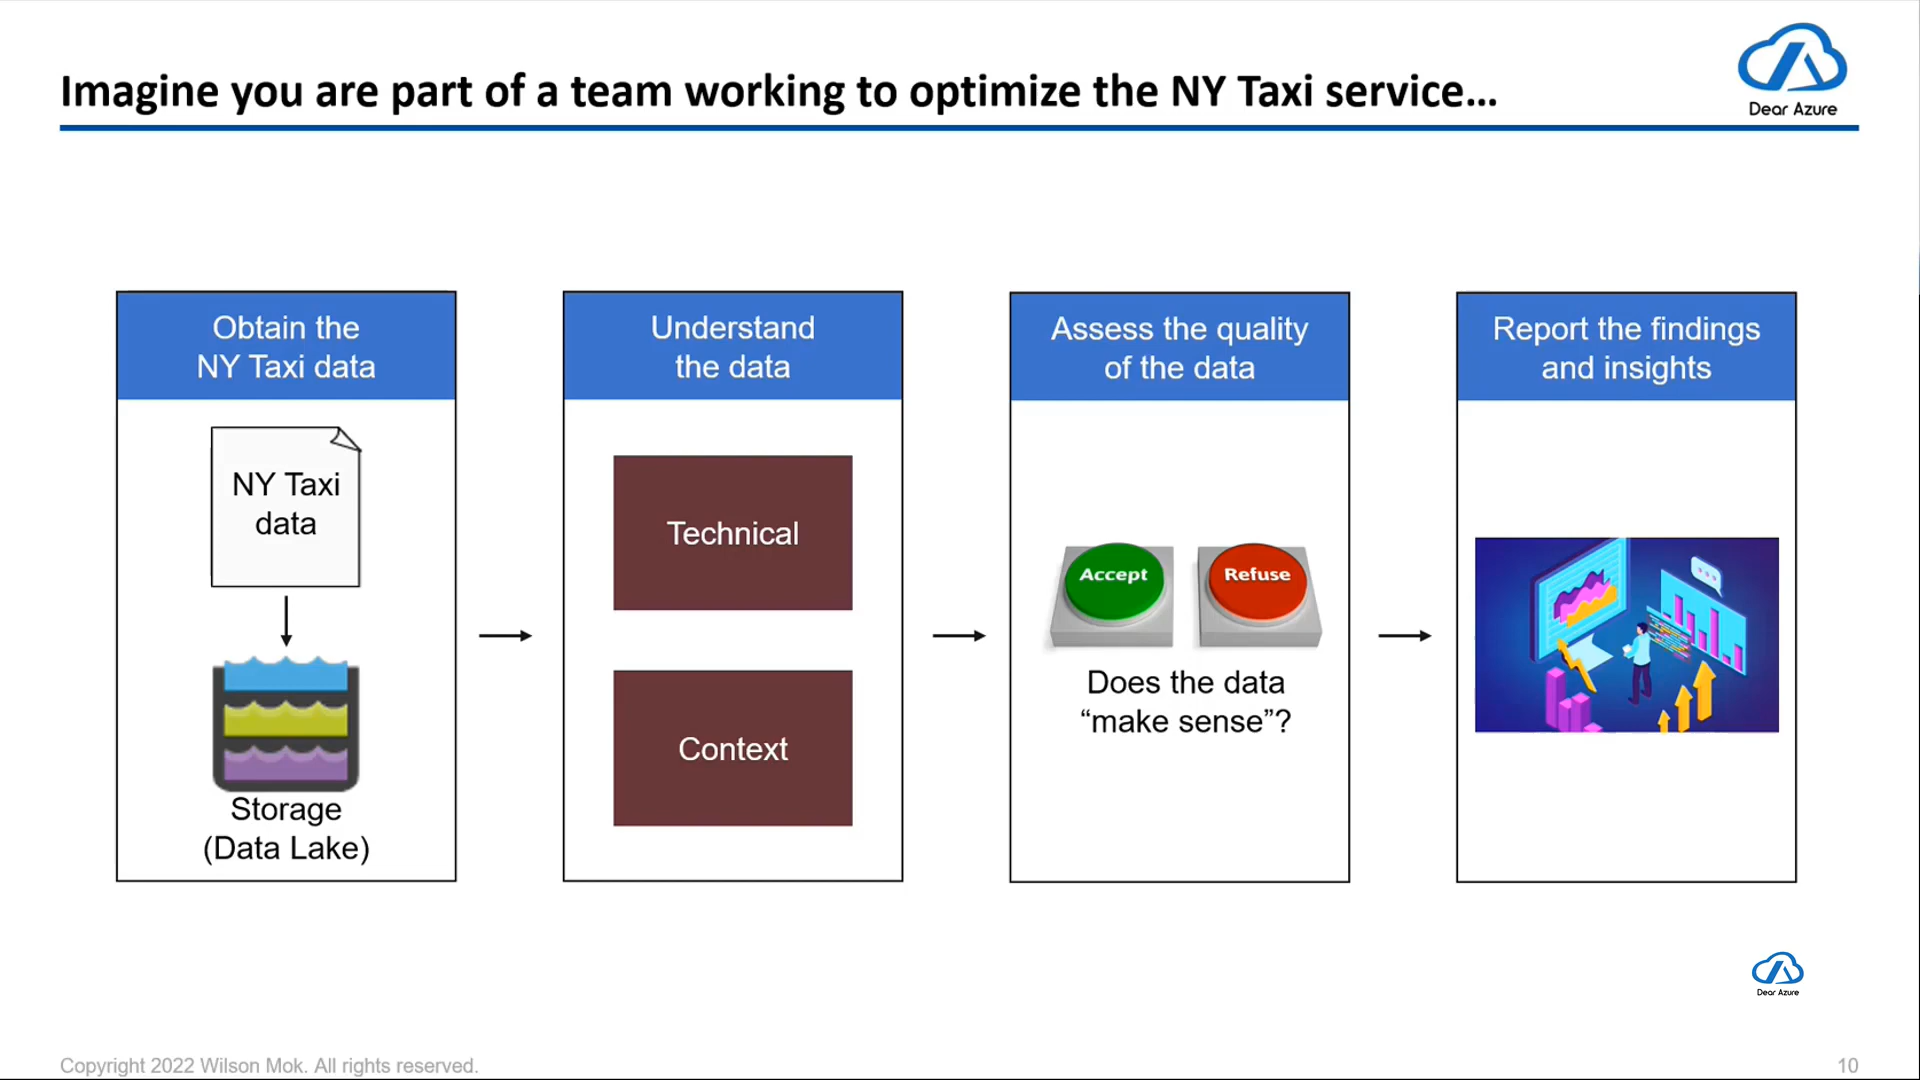 Imagine you are part of a team working to optimize the NY Taxi service...
Dear Azure
Obtain the
NY Taxi data
NY Taxi
data
Storage
(Data Lake)
Understand
the data
Technical
Context
Assess the quality
of the data
Accept
Refuse
Does the data
“make sense”?
Report the findings
and insights
Dear Azure
Copyright 2022 Wilson Mok. All rights reserved.
10